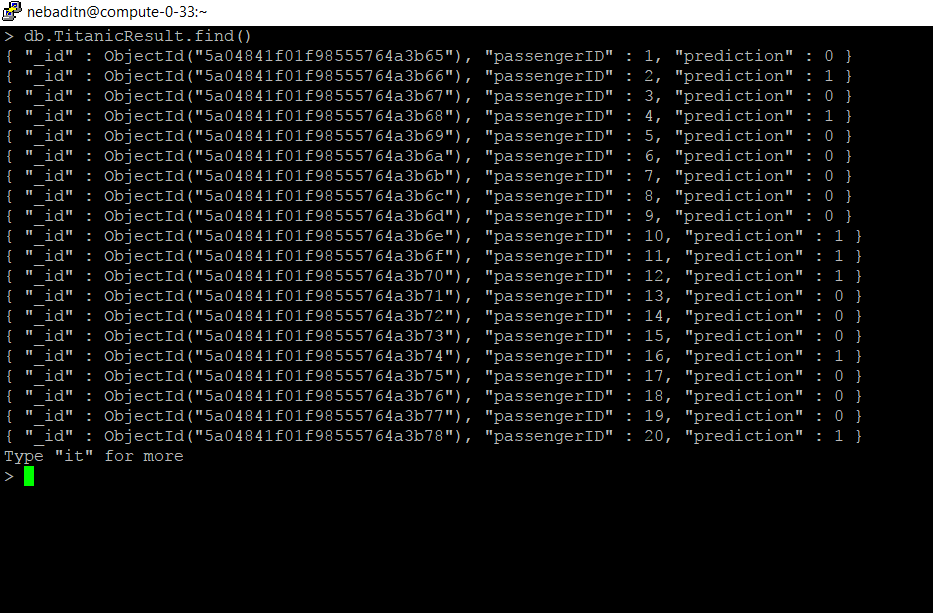 nebaditn@compute-0-33:~
> db.TitanicResult.find()
{ "_id" : ObjectId("5a04841f01f98555764a3b65"), "passengerID" : 1, "prediction" : 0 }
{ "_id" : ObjectId("5a04841f01f98555764a3b66"), "passengerID" : 2, "prediction" : 1 }
{ "_id" : ObjectId("5a04841f01f98555764a3b67"), "passengerID" : 3, "prediction" : 0 }
{ "_id" : ObjectId("5a04841f01f98555764a3b68"), "passengerID" : 4, "prediction" : 1 }
{ "_id" : ObjectId("5a04841f01f98555764a3b69"), "passengerID" : 5, "prediction" : 0 }
{ "_id" : ObjectId("5a04841f01f98555764a3b6a"), "passengerID" : 6, "prediction" : 0 }
{ "_id" : ObjectId("5a04841f01f98555764a3b6b"), "passengerID" : 7, "prediction" : 0 }
{ "_id" : ObjectId("5a04841f01f98555764a3b6c"), "passengerID" : 8, "prediction" : 0 }
{ "_id" : ObjectId("5a04841f01f98555764a3b6d"), "passengerID" : 9, "prediction" : 0 }
{ "_id" : ObjectId("5a04841f01f98555764a3b6e"), "passengerID" : 10, "prediction" : 1 }
{ "_id" : ObjectId("5a04841f01f98555764a3b6f"), "passengerID" : 11, "prediction" : 1 }
{ "_id" : ObjectId("5a04841f01f98555764a3b70"), "passengerID" : 12, "prediction" : 1 }
{ "_id" : ObjectId("5a04841f01f98555764a3b71"), "passengerID" : 13, "prediction" : 0 }
{ "_id" : ObjectId("5a04841f01f98555764a3b72"), "passengerID" : 14, "prediction" : 0 }
{ "_id" : ObjectId("5a04841f01f98555764a3b73"), "passengerID" : 15, "prediction" : 0 }
{ "_id" : ObjectId("5a04841f01f98555764a3b74"), "passengerID" : 16, "prediction" : 1 }
{ "_id" : ObjectId("5a04841f01f98555764a3b75"), "passengerID" : 17, "prediction" : 0 }
{ "_id" : ObjectId("5a04841f01f98555764a3b76"), "passengerID" : 18, "prediction" : 0 }
{ "_id" : ObjectId("5a04841f01f98555764a3b77"), "passengerID" : 19, "prediction" : 0 }
{ "_id" : ObjectId("5a04841f01f98555764a3b78"), "passengerID" : 20, "prediction" : 1 }
Type "it" for more
>